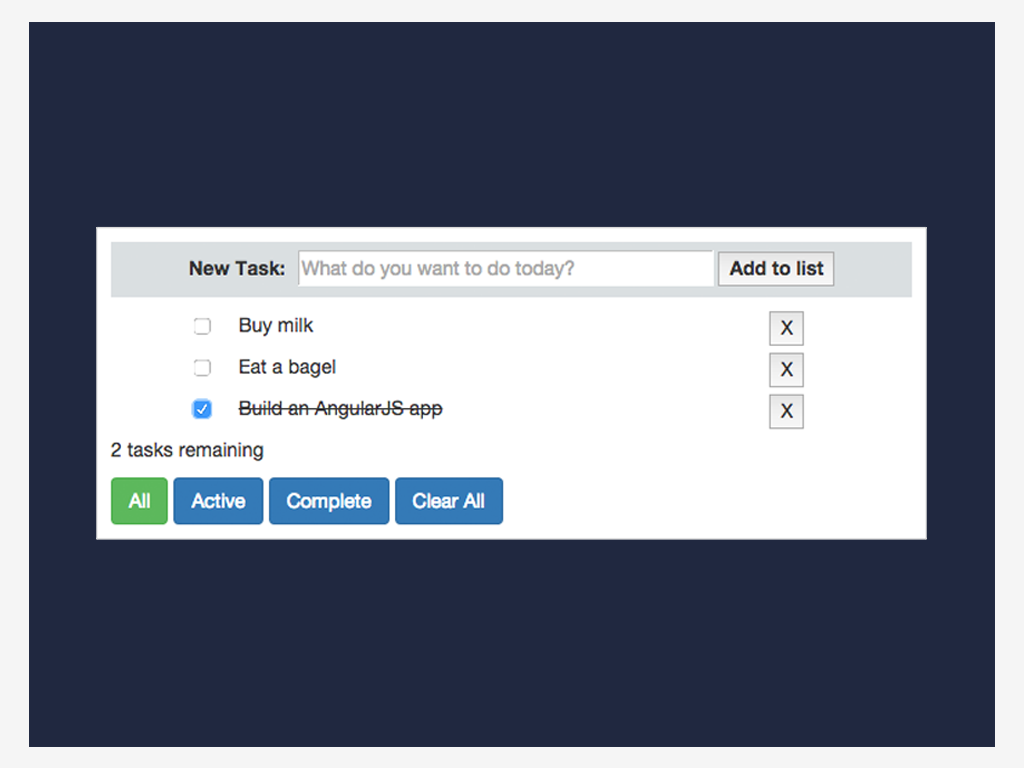 New Task: What do you want to do today? Add to list
Buy milk X
Eat a bagel X
Build an AngularJS app X
2 tasks remaining
All Active Complete Clear All